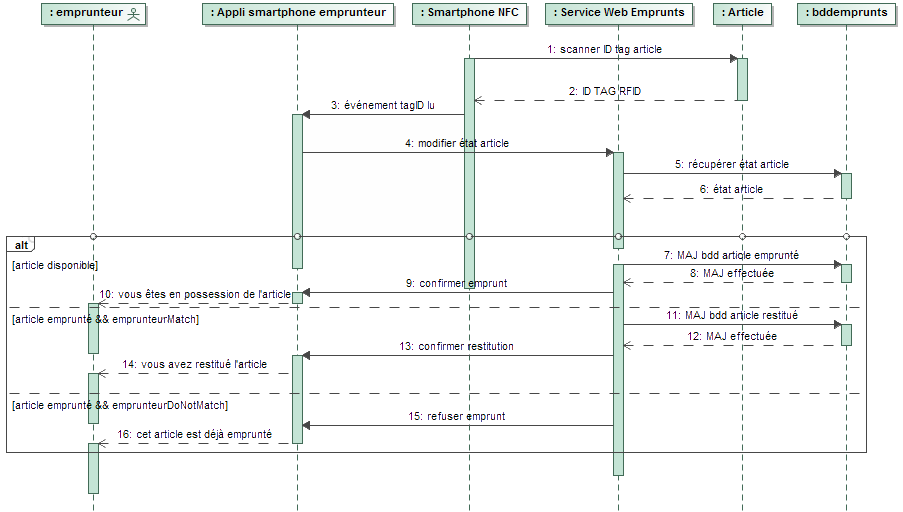 : emprunteur
: Appli smartphone emprunteur
: Smartphone NFC
: Service Web Emprunts
: Article
: bddemprunts
1: scanner ID tag article
2: ID TAG RFID
3: événement tagID lu
4: modifier état article
5: récupérer état article
6: état article
alt
[article disponible]
7: MAJ bdd article emprunté
8: MAJ effectuée
9: confirmer emprunt
10: vous êtes en possession de l'article
[article emprunté && emprunteurMatch]
11: MAJ bdd article restitué
12: MAJ effectuée
13: confirmer restitution
14: vous avez restitué l'article
[article emprunté && emprunteurDoNotMatch]
15: refuser emprunt
16: cet article est déjà emprunté